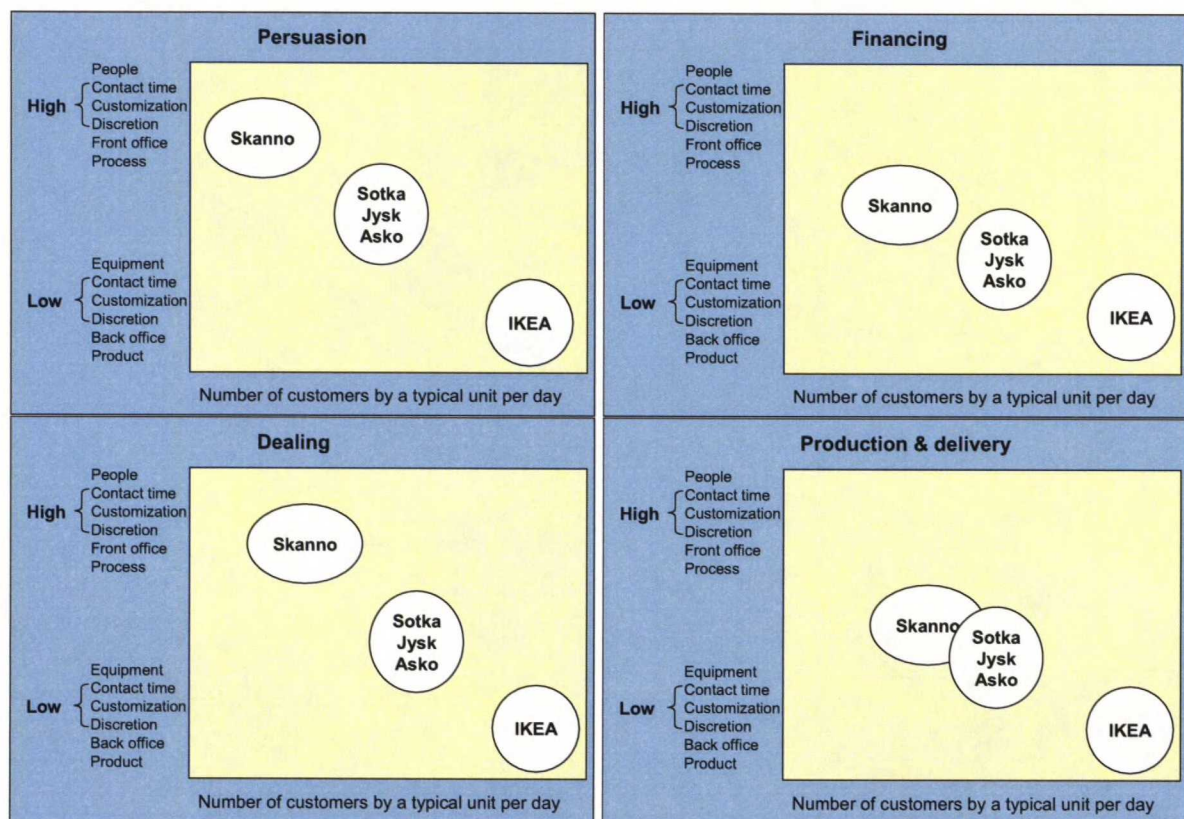 Persuasion
People
High
Contact time
Customization
Discretion
Front office
Process
Equipment
Low
Contact time
Customization
Discretion
Back office
Product
Skanno
Sotka
Jysk
Asko
IKEA
Number of customers by a typical unit per day
Financing
People
High
Contact time
Customization
Discretion
Front office
Process
Equipment
Low
Contact time
Customization
Discretion
Back office
Product
Skanno
Sotka
Jysk
Asko
IKEA
Number of customers by a typical unit per day
Dealing
People
High
Contact time
Customization
Discretion
Front office
Process
Equipment
Low
Contact time
Customization
Discretion
Back office
Product
Skanno
Sotka
Jysk
Asko
IKEA
Number of customers by a typical unit per day
Production & delivery
People
High
Contact time
Customization
Discretion
Front office
Process
Equipment
Low
Contact time
Customization
Discretion
Back office
Product
Skanno
Sotka
Jysk
Asko
IKEA
Number of customers by a typical unit per day